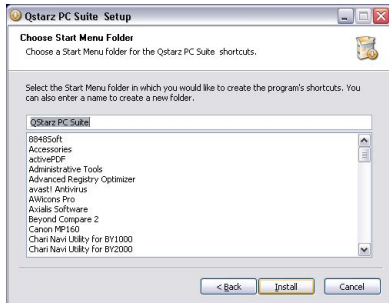 Qstarz PC Suite Setup
Choose Start Menu Folder
Choose a Start Menu folder for the Qstarz PC Suite shortcuts.
Select the Start Menu folder in which you would like to create the program's shortcuts. You
can also enter a name to create a new folder.
QStarz PC Suite
8848Soft
Accessories
activePDF
Administrative Tools
Advanced Registry Optimizer
avast! Antivirus
AWicons Pro
Axialis Software
Beyond Compare 2
Canon MP160
Chari Navi Utility for BY1000
Chari Navi Utility for BY2000
< Back
Install
Cancel